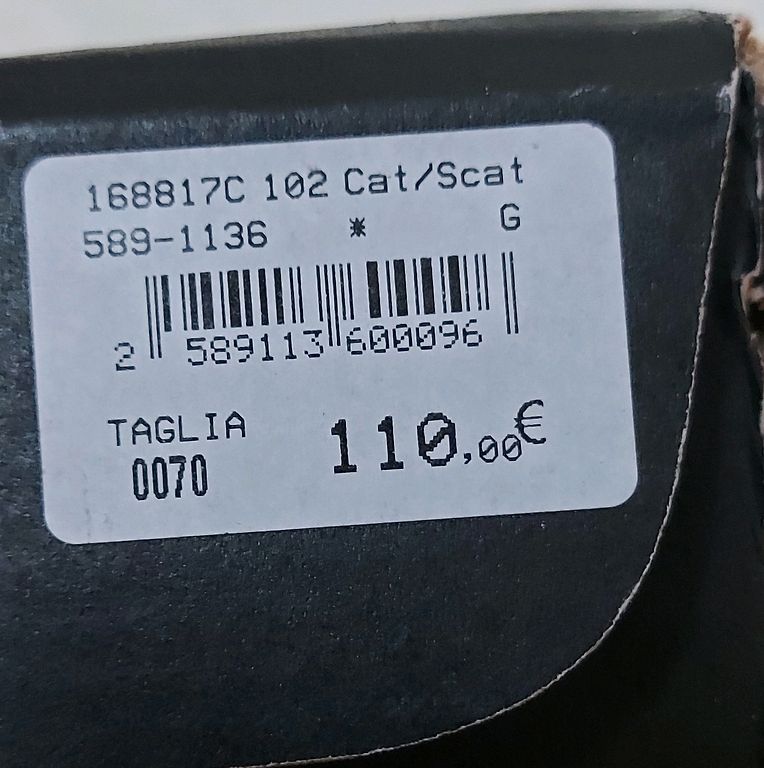 168817C 102 Cat/Scat
589-1136 * G
2 589113 600096
TAGLIA
0070
110,00€